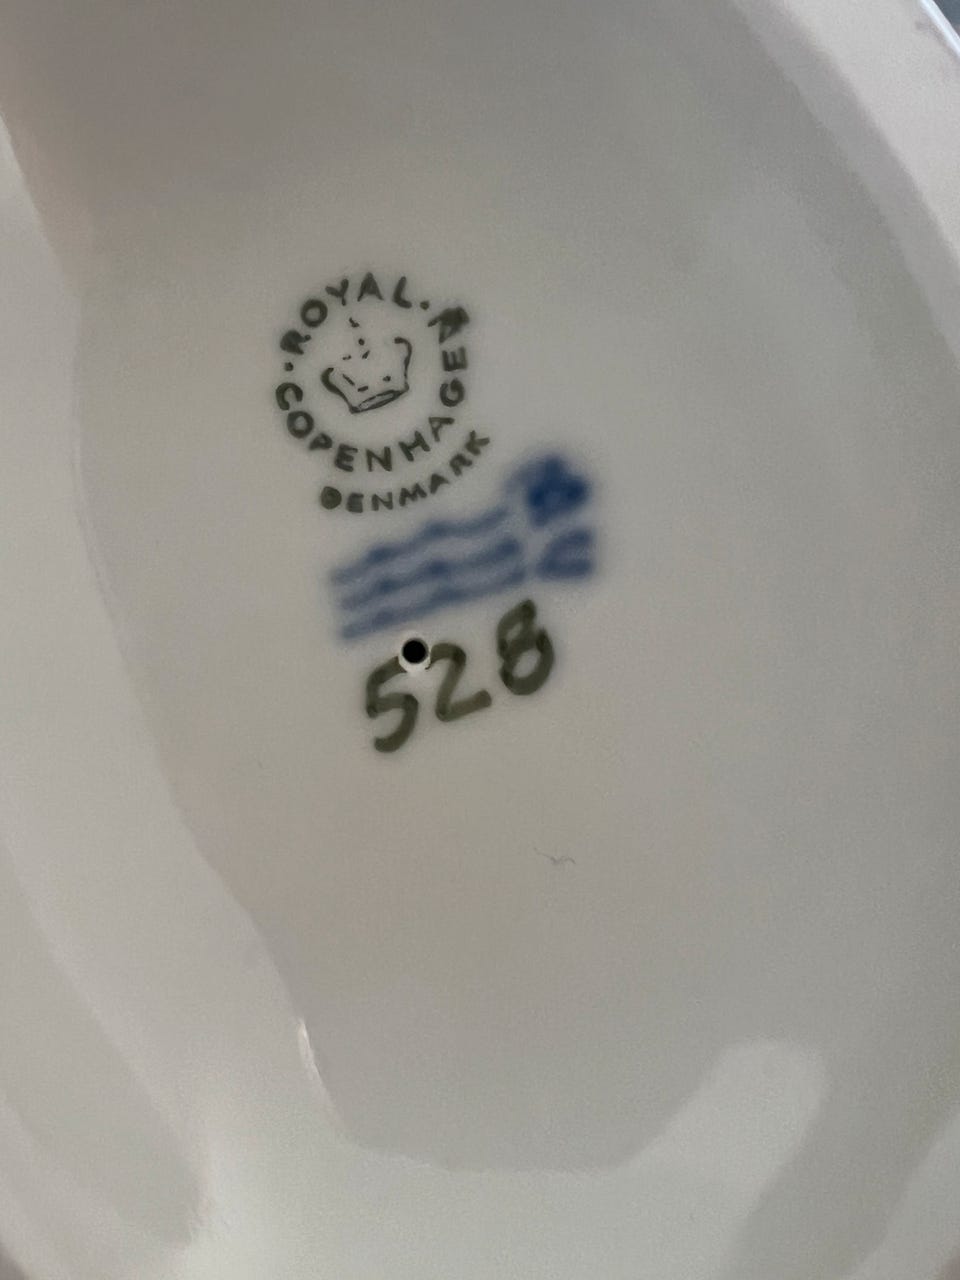 ROYAL · COPENHAGEN ·
DENMARK
528